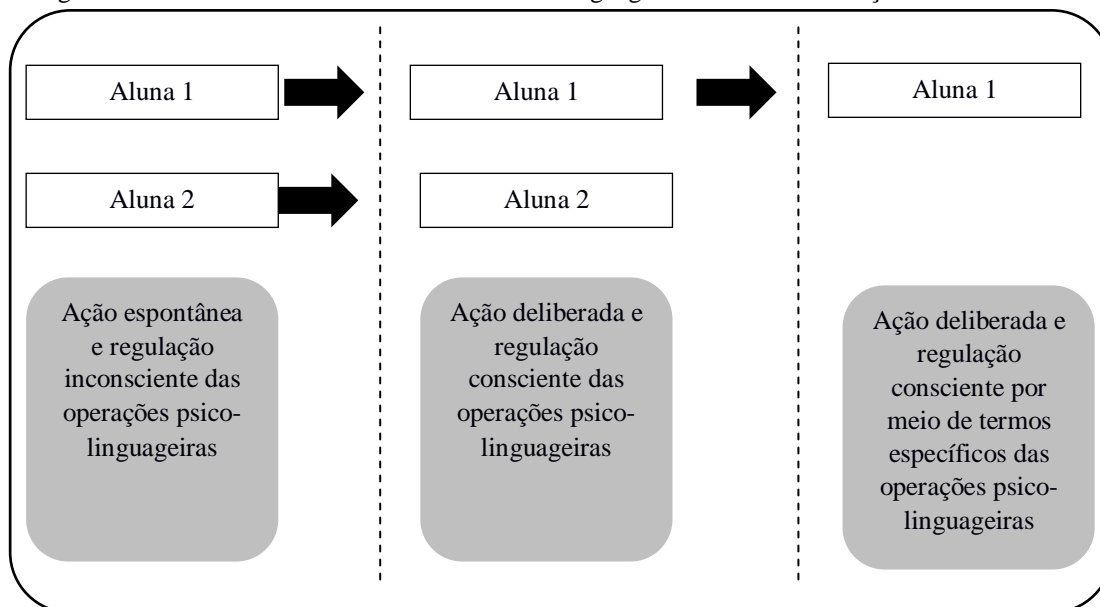 Aluna 1
Aluna 1
Aluna 1
Aluna 2
Aluna 2
Ação espontânea
e regulação
inconsciente das
operações psico-
linguageiras
Ação deliberada e
regulação
consciente das
operações psico-
linguageiras
Ação deliberada e
regulação
consciente por
meio de termos
específicos das
operações psico-
linguageiras